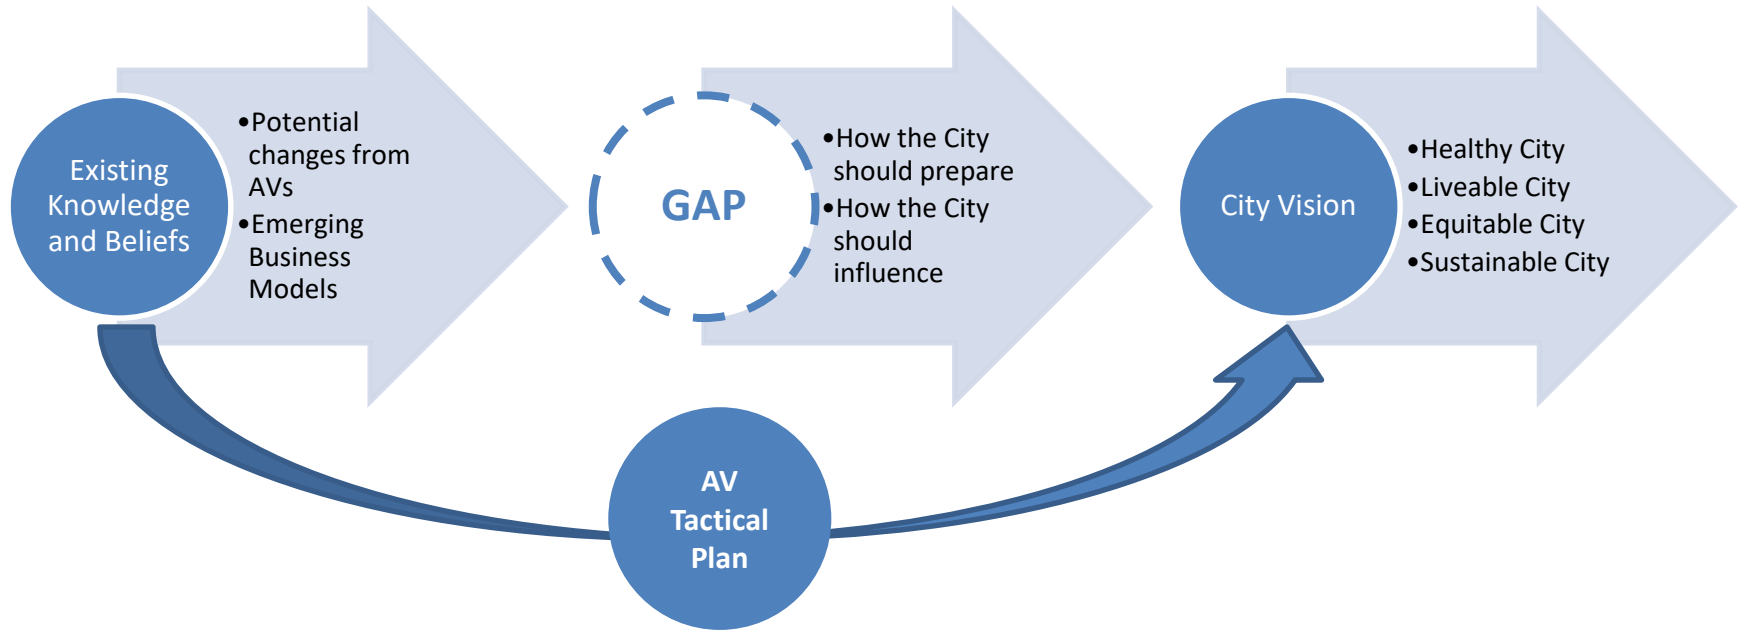 Existing
Knowledge
and Beliefs
•Potential
changes from
AVs
•Emerging
Business
Models
GAP
•How the City
should prepare
•How the City
should
influence
City Vision
•Healthy City
•Liveable City
•Equitable City
•Sustainable City
AV
Tactical
Plan